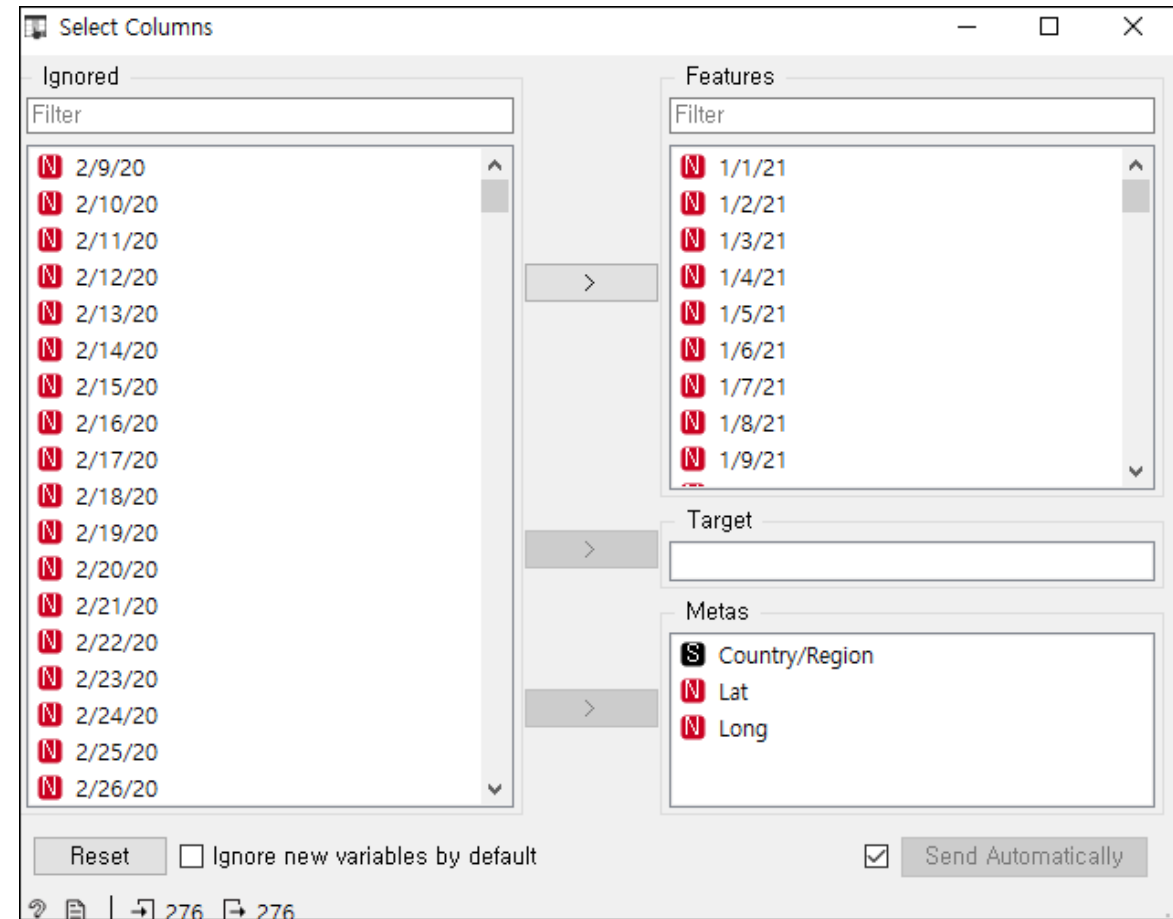 Select Columns
Ignored
Filter
N 2/9/20
N 2/10/20
N 2/11/20
N 2/12/20
N 2/13/20
N 2/14/20
N 2/15/20
N 2/16/20
N 2/17/20
N 2/18/20
N 2/19/20
N 2/20/20
N 2/21/20
N 2/22/20
N 2/23/20
N 2/24/20
N 2/25/20
N 2/26/20
>
>
>
Features
Filter
N 1/1/21
N 1/2/21
N 1/3/21
N 1/4/21
N 1/5/21
N 1/6/21
N 1/7/21
N 1/8/21
N 1/9/21
Target
Metas
S Country/Region
N Lat
N Long
Reset Ignore new variables by default Send Automatically
? 276 276